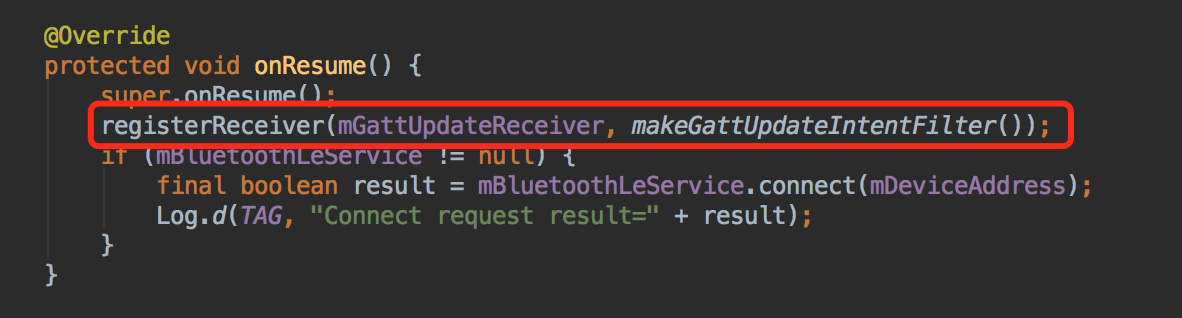 @Override
protected void onResume() {
super.onResume();
registerReceiver(mGattUpdateReceiver, makeGattUpdateIntentFilter());
if (mBluetoothLeService != null) {
final boolean result = mBluetoothLeService.connect(mDeviceAddress);
Log.d(TAG, "Connect request result=" + result);
}
}